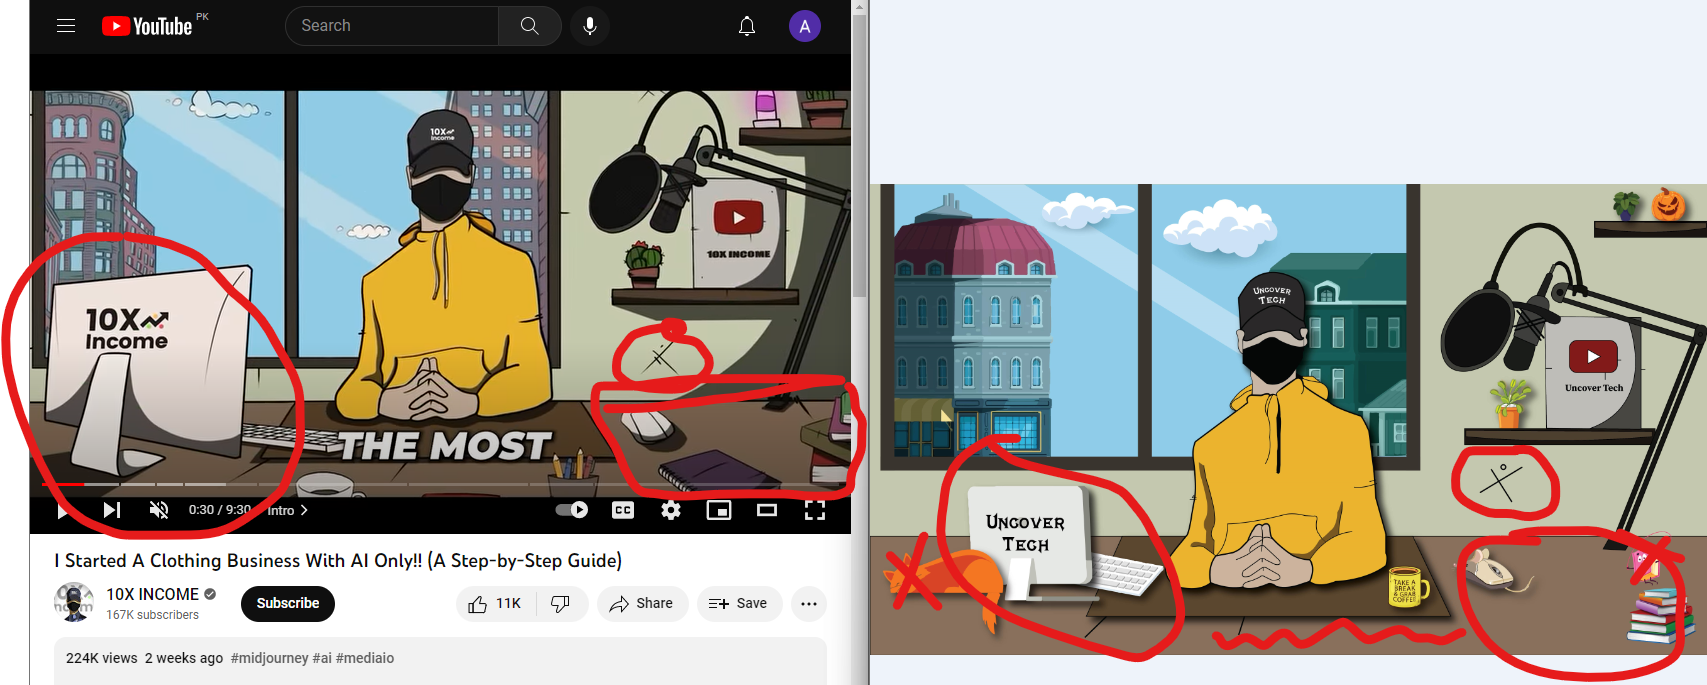 YouTube PK
Search
A
10X
Income
10X INCOME
10X
Income
THE MOST
0:30 / 9:30
Intro
CC
I Started A Clothing Business With AI Only!! (A Step-by-Step Guide)
10X INCOME
167K subscribers
Subscribe
11K
Share
Save
224K views 2 weeks ago #midjourney #ai #mediaio
Uncover
Tech
Uncover Tech
Uncover
Tech
TAKE A
BREAK
& GRAB
COFFEE